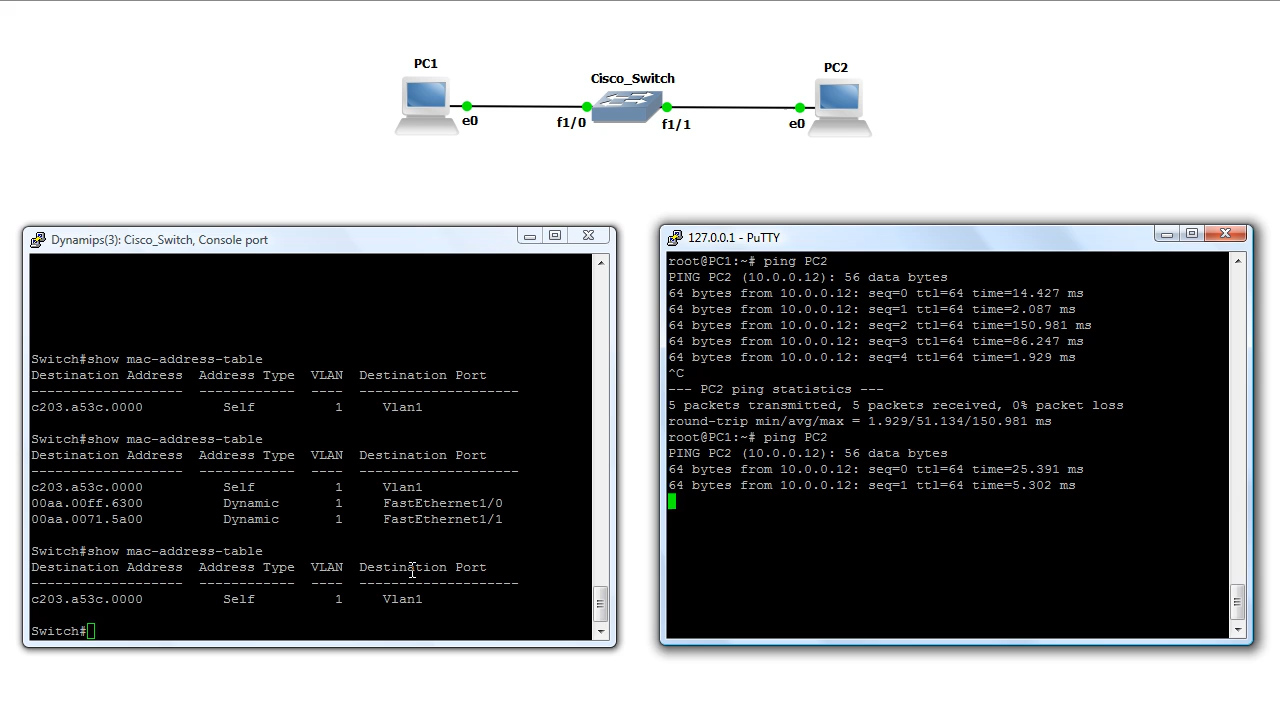 PC1
Cisco_Switch
PC2
e0
f1/0
f1/1
e0
Dynamips(3): Cisco_Switch, Console port
Switch#show mac-address-table
Destination Address  Address Type  VLAN  Destination Port
-------------------  ------------  ----  --------------------
c203.a53c.0000          Self          1     Vlan1
Switch#show mac-address-table
Destination Address  Address Type  VLAN  Destination Port
-------------------  ------------  ----  --------------------
c203.a53c.0000          Self          1     Vlan1
00aa.00ff.6300          Dynamic       1     FastEthernet1/0
00aa.0071.5a00          Dynamic       1     FastEthernet1/1
Switch#show mac-address-table
Destination Address  Address Type  VLAN  Destination Port
-------------------  ------------  ----  --------------------
c203.a53c.0000          Self          1     Vlan1
Switch#
127.0.0.1 - PuTTY
root@PC1:~# ping PC2
PING PC2 (10.0.0.12): 56 data bytes
64 bytes from 10.0.0.12: seq=0 ttl=64 time=14.427 ms
64 bytes from 10.0.0.12: seq=1 ttl=64 time=2.087 ms
64 bytes from 10.0.0.12: seq=2 ttl=64 time=150.981 ms
64 bytes from 10.0.0.12: seq=3 ttl=64 time=86.247 ms
64 bytes from 10.0.0.12: seq=4 ttl=64 time=1.929 ms
^C
--- PC2 ping statistics ---
5 packets transmitted, 5 packets received, 0% packet loss
round-trip min/avg/max = 1.929/51.134/150.981 ms
root@PC1:~# ping PC2
PING PC2 (10.0.0.12): 56 data bytes
64 bytes from 10.0.0.12: seq=0 ttl=64 time=25.391 ms
64 bytes from 10.0.0.12: seq=1 ttl=64 time=5.302 ms